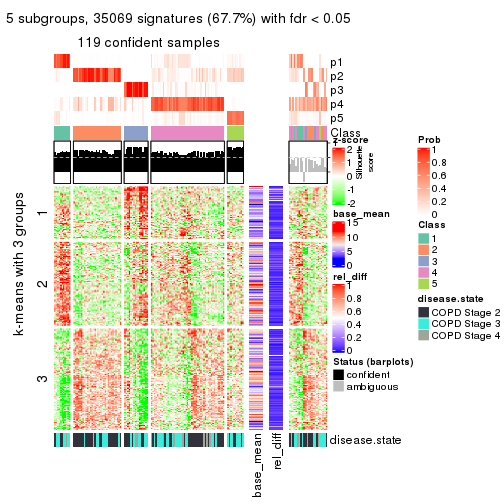 5 subgroups, 35069 signatures (67.7%) with fdr < 0.05
119 confident samples
p1
p2
p3
p4
p5
Class
Silhouette
score
k-means with 3 groups
1
2
3
disease.state
base_mean
rel_diff
z-score
2
1
0
-1
-2
base_mean
15
10
5
0
rel_diff
1
0.8
0.6
0.4
0.2
0
Status (barplots)
confident
ambiguous
Prob
1
0.8
0.6
0.4
0.2
0
Class
1
2
3
4
5
disease.state
COPD Stage 2
COPD Stage 3
COPD Stage 4